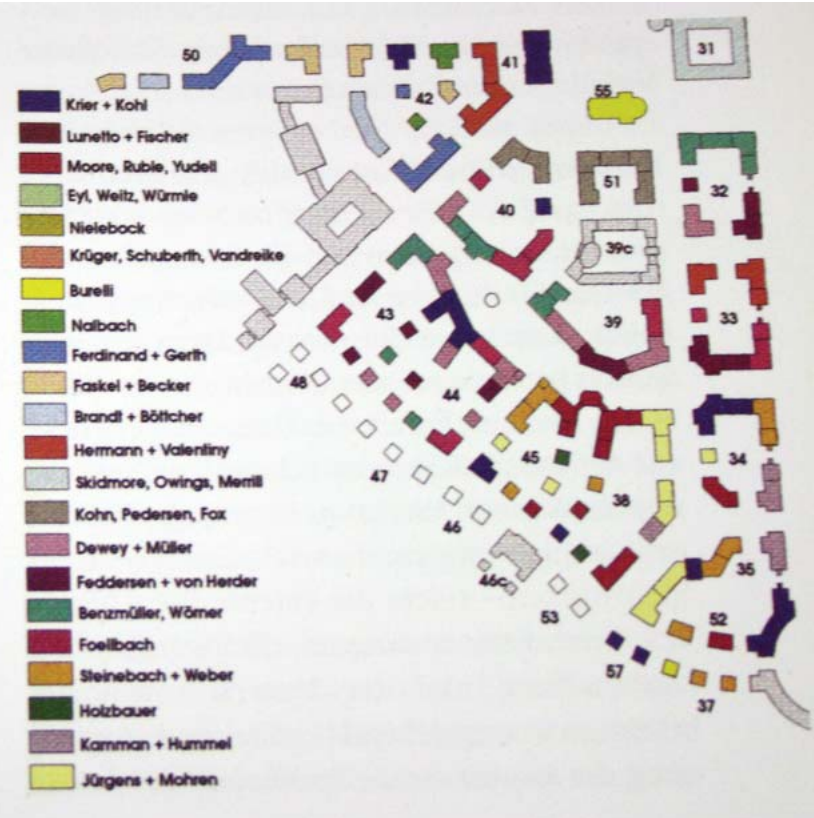 50
41
31
42
55
Krier + Kohl
Lunetto + Fischer
Moore, Ruble, Yudell
Eyl, Weitz, Würmle
Nielebock
Krüger, Schuberth, Vandreike
Burelli
Nalbach
Ferdinand + Gerth
Faskel + Becker
Brandt + Böttcher
Hermann + Valentiny
Skidmore, Owings, Merrill
Kohn, Pedersen, Fox
Dewey + Müller
Feddersen + von Herder
Benzmüller, Wörner
Foellbach
Steinebach + Weber
Holzbauer
Kamman + Hummel
Jürgens + Mohren
51
32
40
39c
43
39
33
48
44
45
34
47
38
46
46c
35
53
52
57
37